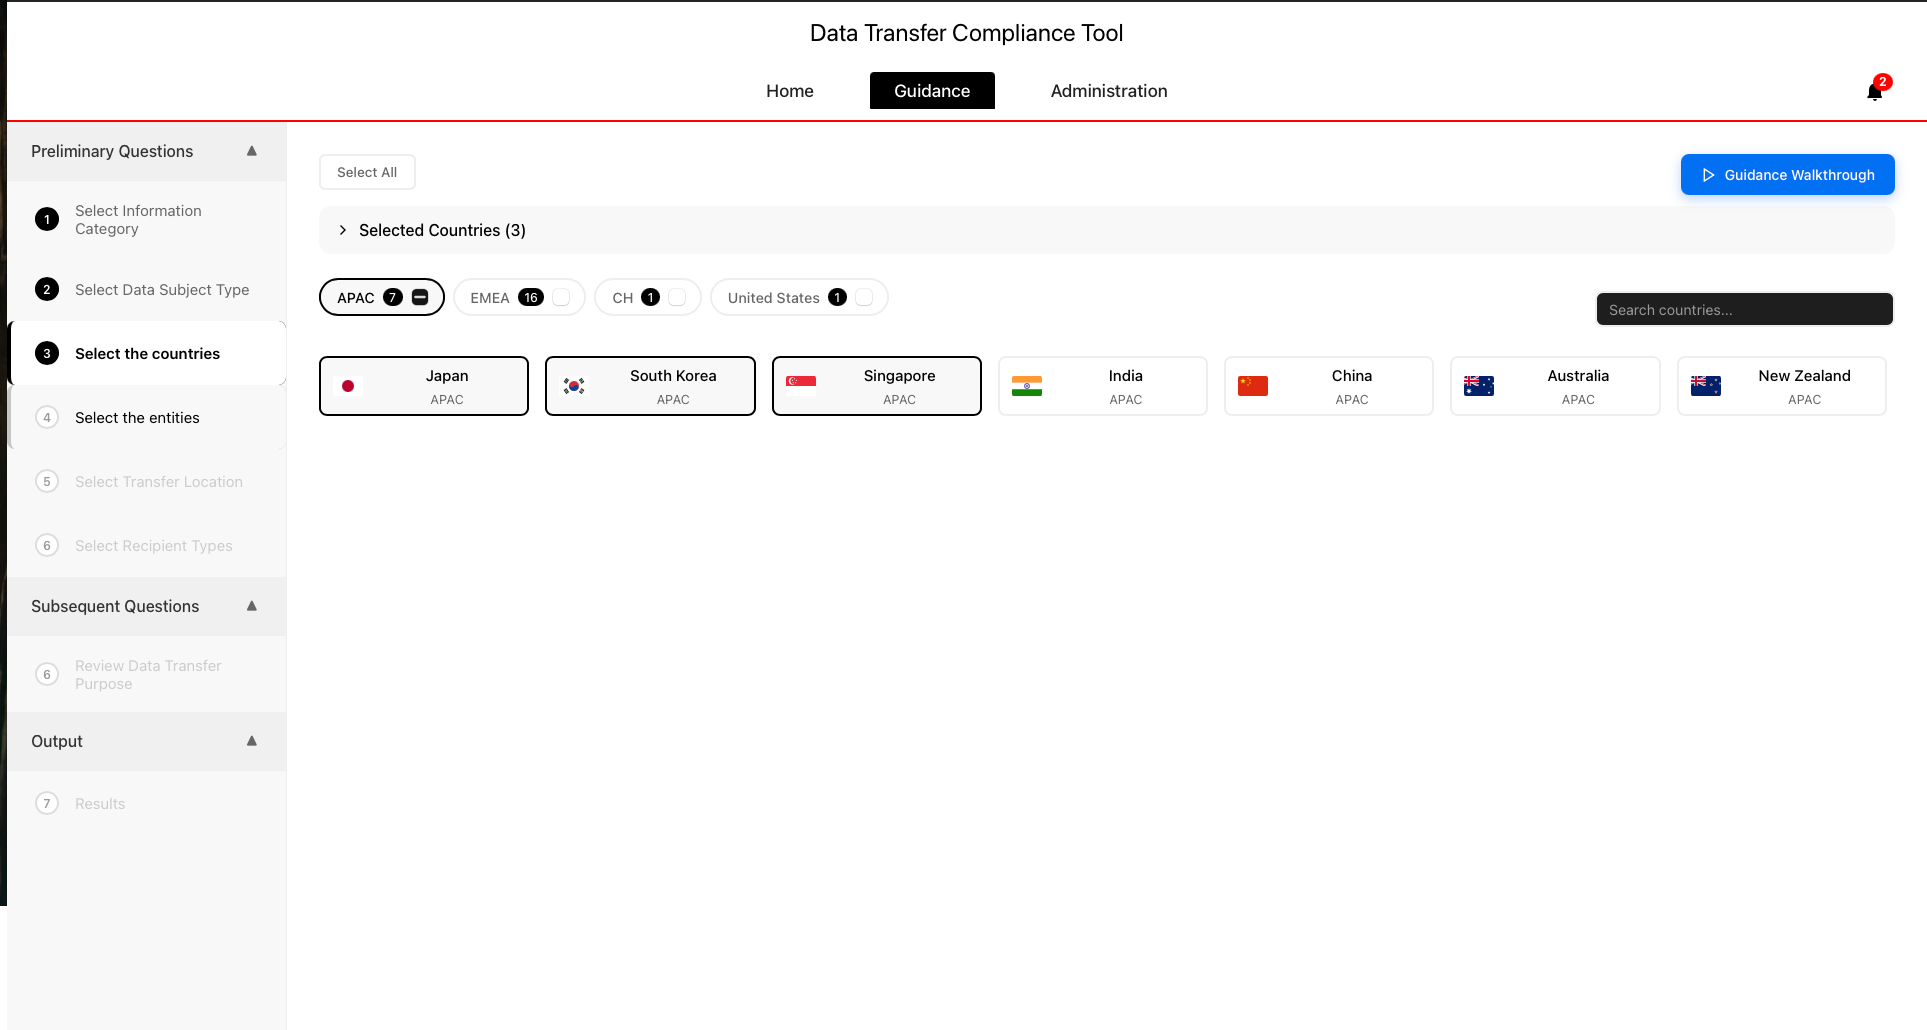 Data Transfer Compliance Tool
Home
Guidance
Administration
2
Preliminary Questions
1
Select Information
Category
2
Select Data Subject Type
3
Select the countries
4
Select the entities
5
Select Transfer Location
6
Select Recipient Types
Subsequent Questions
6
Review Data Transfer
Purpose
Output
7
Results
Select All
Guidance Walkthrough
Selected Countries (3)
APAC 7
EMEA 16
CH 1
United States 1
Search countries...
Japan
APAC
South Korea
APAC
Singapore
APAC
India
APAC
China
APAC
Australia
APAC
New Zealand
APAC